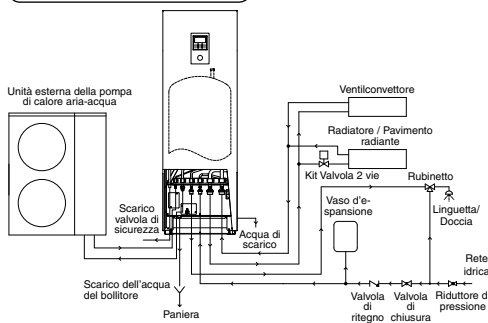 Unità esterna della pompa
di calore aria-acqua
Ventilconvettore
Radiatore / Pavimento
radiante
Kit Valvola 2 vie
Rubinetto
Linguetta/
Doccia
Scarico
valvola di
sicurezza
Acqua di
scarico
Vaso d'e-
spansione
Rete
idrica
Scarico dell'acqua
del bollitore
Paniera
Valvola
di
ritegno
Valvola
di
chiusura
Riduttore d
pressione